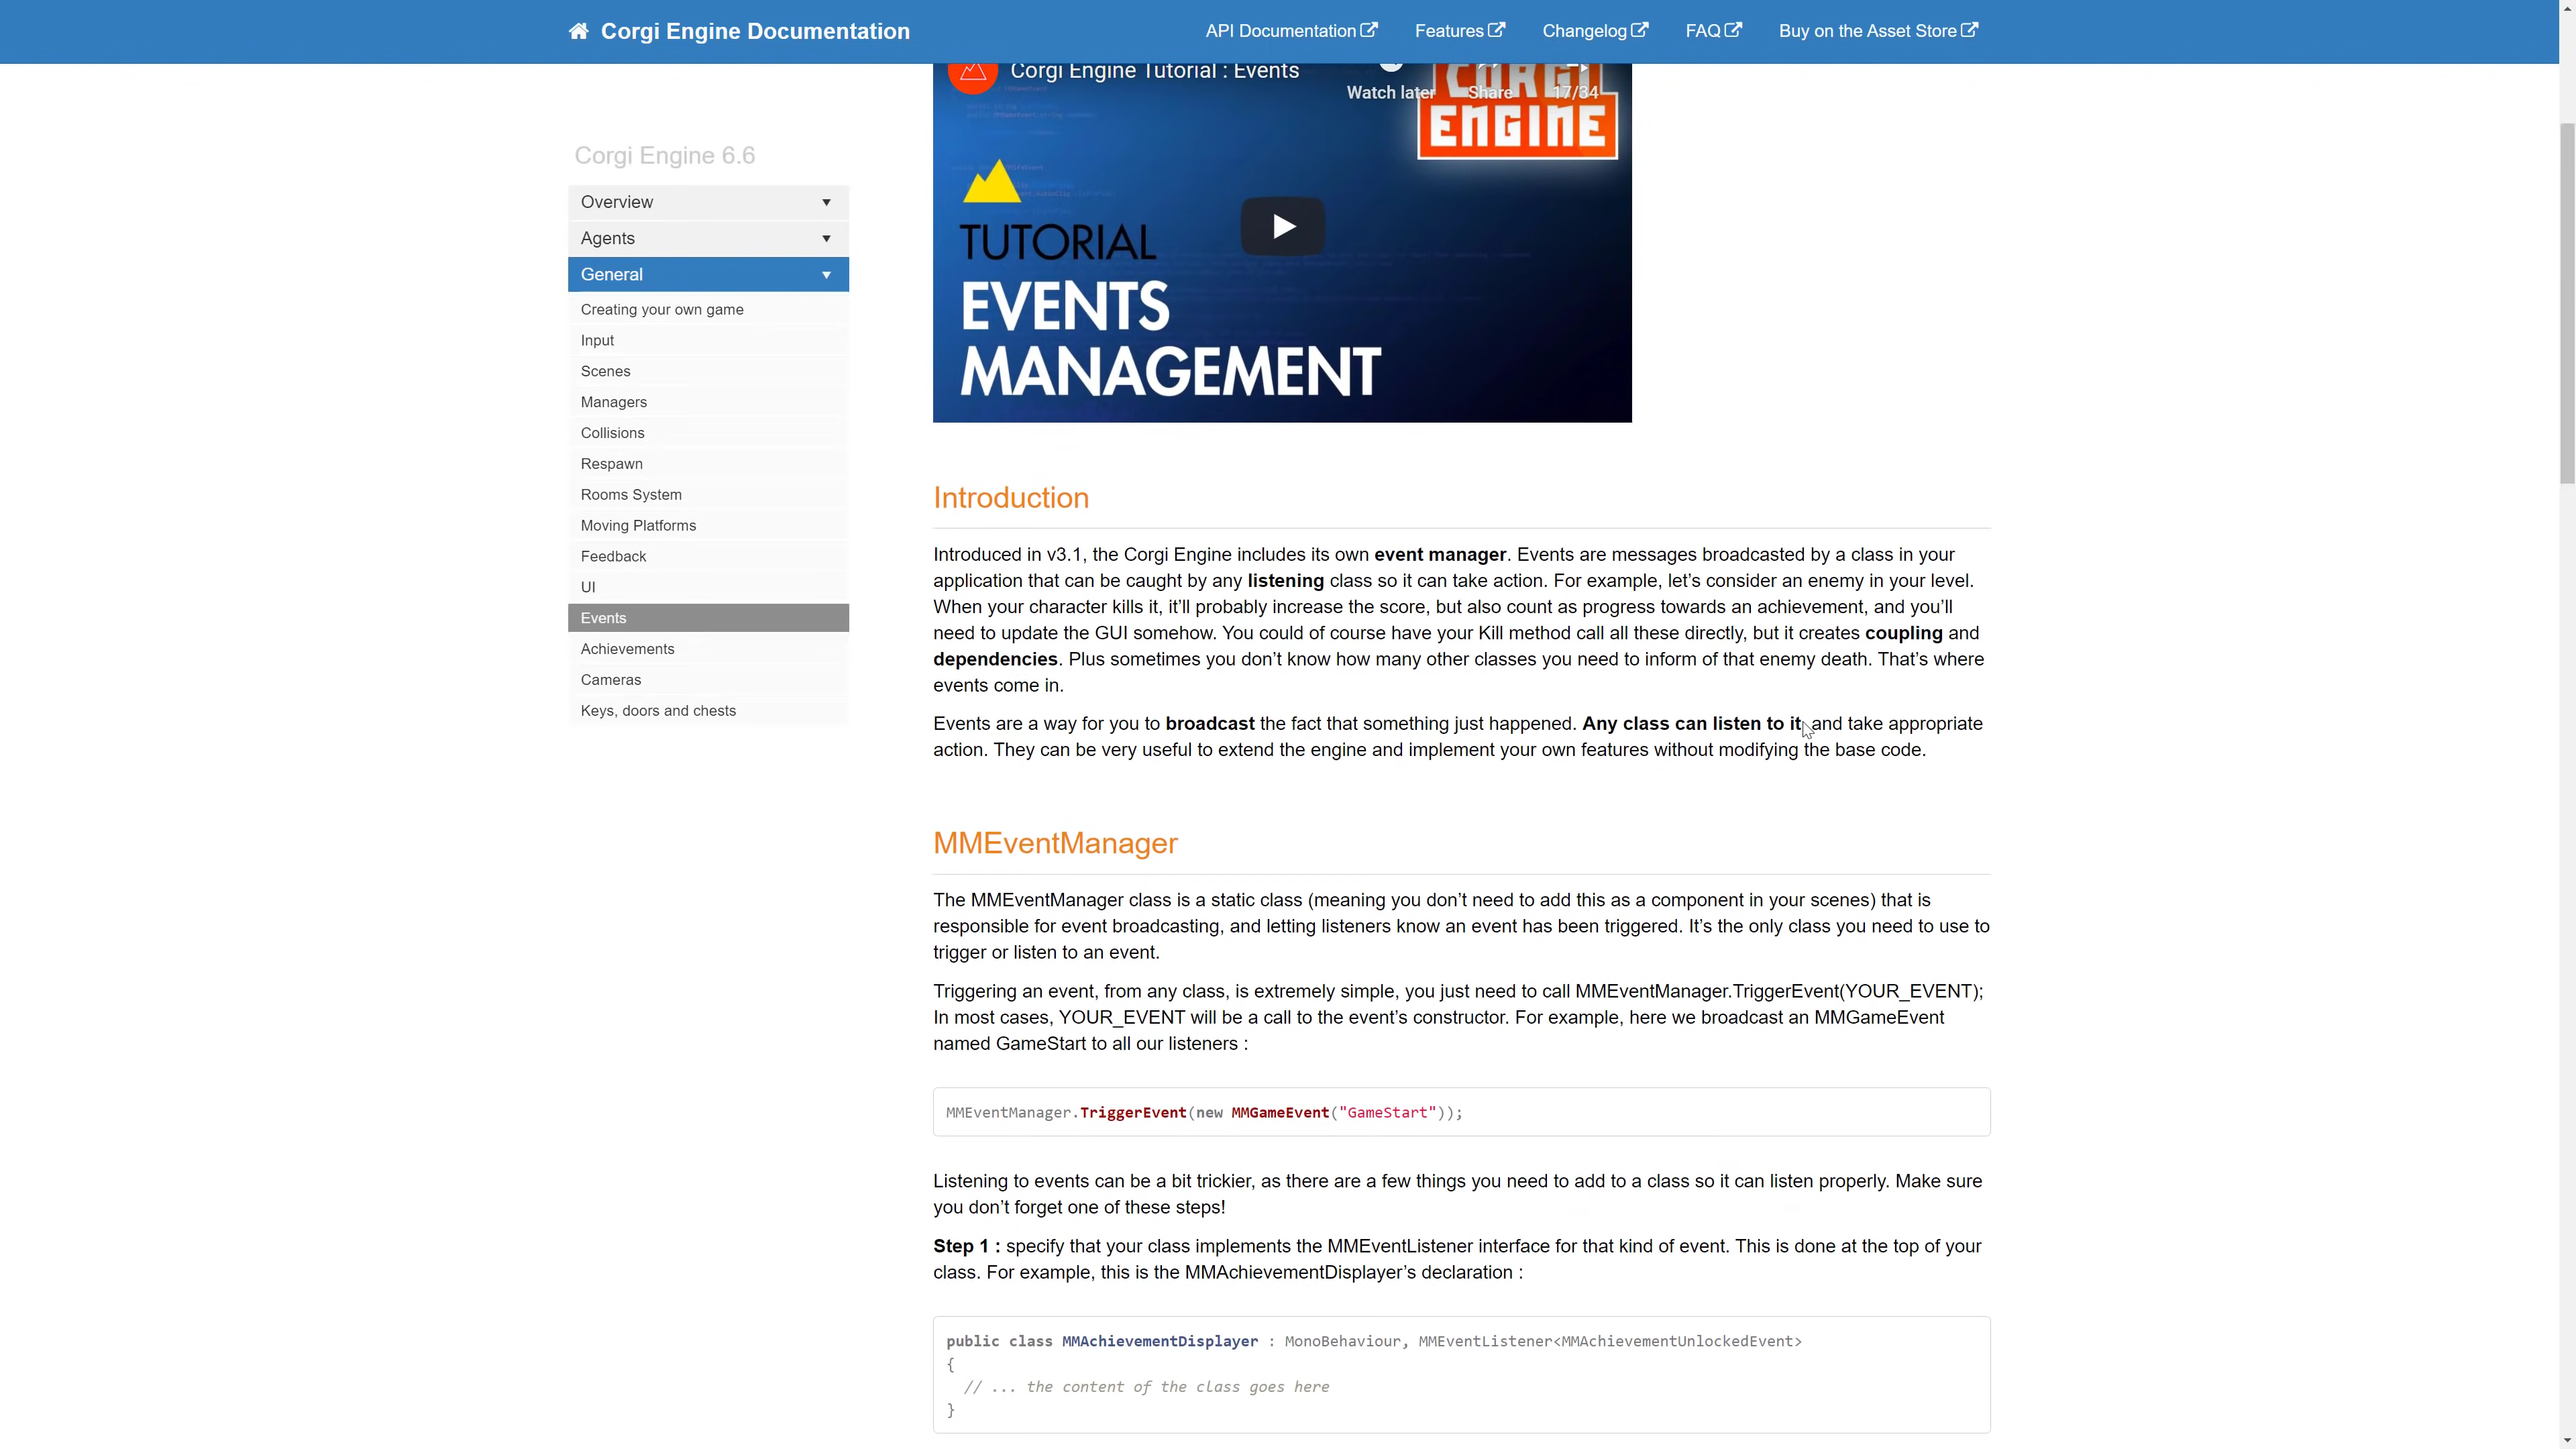 Corgi Engine Documentation
API Documentation
Features
Changelog
FAQ
Buy on the Asset Store
Corgi Engine Tutorial : Events
Watch later
Share
17/34
CORGI
ENGINE
TUTORIAL
EVENTS
MANAGEMENT
Corgi Engine 6.6
Overview
Agents
General
Creating your own game
Input
Scenes
Managers
Collisions
Respawn
Rooms System
Moving Platforms
Feedback
UI
Events
Achievements
Cameras
Keys, doors and chests
Introduction
Introduced in v3.1, the Corgi Engine includes its own event manager. Events are messages broadcasted by a class in your
application that can be caught by any listening class so it can take action. For example, let’s consider an enemy in your level.
When your character kills it, it’ll probably increase the score, but also count as progress towards an achievement, and you’ll
need to update the GUI somehow. You could of course have your Kill method call all these directly, but it creates coupling and
dependencies. Plus sometimes you don’t know how many other classes you need to inform of that enemy death. That’s where
events come in.
Events are a way for you to broadcast the fact that something just happened. Any class can listen to it and take appropriate
action. They can be very useful to extend the engine and implement your own features without modifying the base code.
MMEventManager
The MMEventManager class is a static class (meaning you don’t need to add this as a component in your scenes) that is
responsible for event broadcasting, and letting listeners know an event has been triggered. It’s the only class you need to use to
trigger or listen to an event.
Triggering an event, from any class, is extremely simple, you just need to call MMEventManager.TriggerEvent(YOUR_EVENT);
In most cases, YOUR_EVENT will be a call to the event’s constructor. For example, here we broadcast an MMGameEvent
named GameStart to all our listeners :
MMEventManager.TriggerEvent(new MMGameEvent("GameStart"));
Listening to events can be a bit trickier, as there are a few things you need to add to a class so it can listen properly. Make sure
you don’t forget one of these steps!
Step 1 : specify that your class implements the MMEventListener interface for that kind of event. This is done at the top of your
class. For example, this is the MMAchievementDisplayer’s declaration :
public class MMAchievementDisplayer : MonoBehaviour, MMEventListener<MMAchievementUnlockedEvent>
{
// ... the content of the class goes here
}